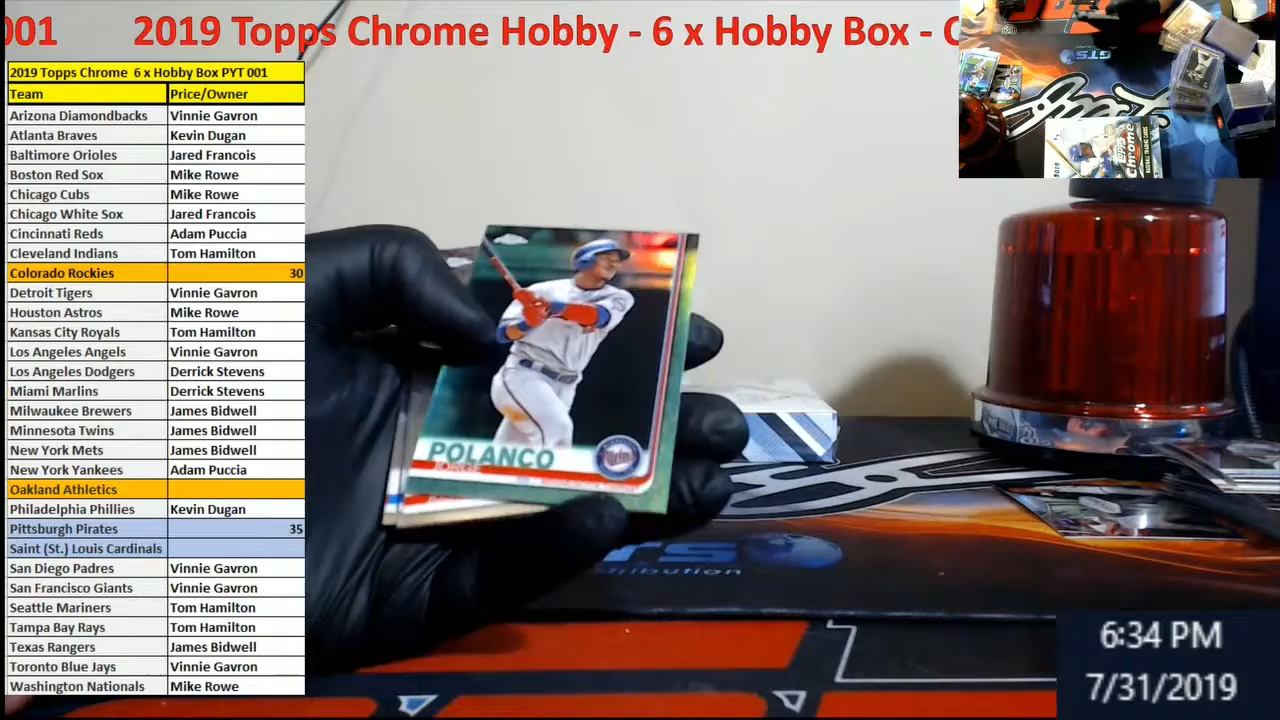 001 2019 Topps Chrome Hobby - 6 x Hobby Box - C
2019 Topps Chrome 6 x Hobby Box PYT 001
Team Price/Owner
Arizona Diamondbacks Vinnie Gavron
Atlanta Braves Kevin Dugan
Baltimore Orioles Jared Francois
Boston Red Sox Mike Rowe
Chicago Cubs Mike Rowe
Chicago White Sox Jared Francois
Cincinnati Reds Adam Puccia
Cleveland Indians Tom Hamilton
Colorado Rockies 30
Detroit Tigers Vinnie Gavron
Houston Astros Mike Rowe
Kansas City Royals Tom Hamilton
Los Angeles Angels Vinnie Gavron
Los Angeles Dodgers Derrick Stevens
Miami Marlins Derrick Stevens
Milwaukee Brewers James Bidwell
Minnesota Twins James Bidwell
New York Mets James Bidwell
New York Yankees Adam Puccia
Oakland Athletics
Philadelphia Phillies Kevin Dugan
Pittsburgh Pirates 35
Saint (St.) Louis Cardinals
San Diego Padres Vinnie Gavron
San Francisco Giants Vinnie Gavron
Seattle Mariners Tom Hamilton
Tampa Bay Rays Tom Hamilton
Texas Rangers James Bidwell
Toronto Blue Jays Vinnie Gavron
Washington Nationals Mike Rowe
GTS
chrome
POLANCO
JORGE
Twins
GTS
tribution
6:34 PM
7/31/2019